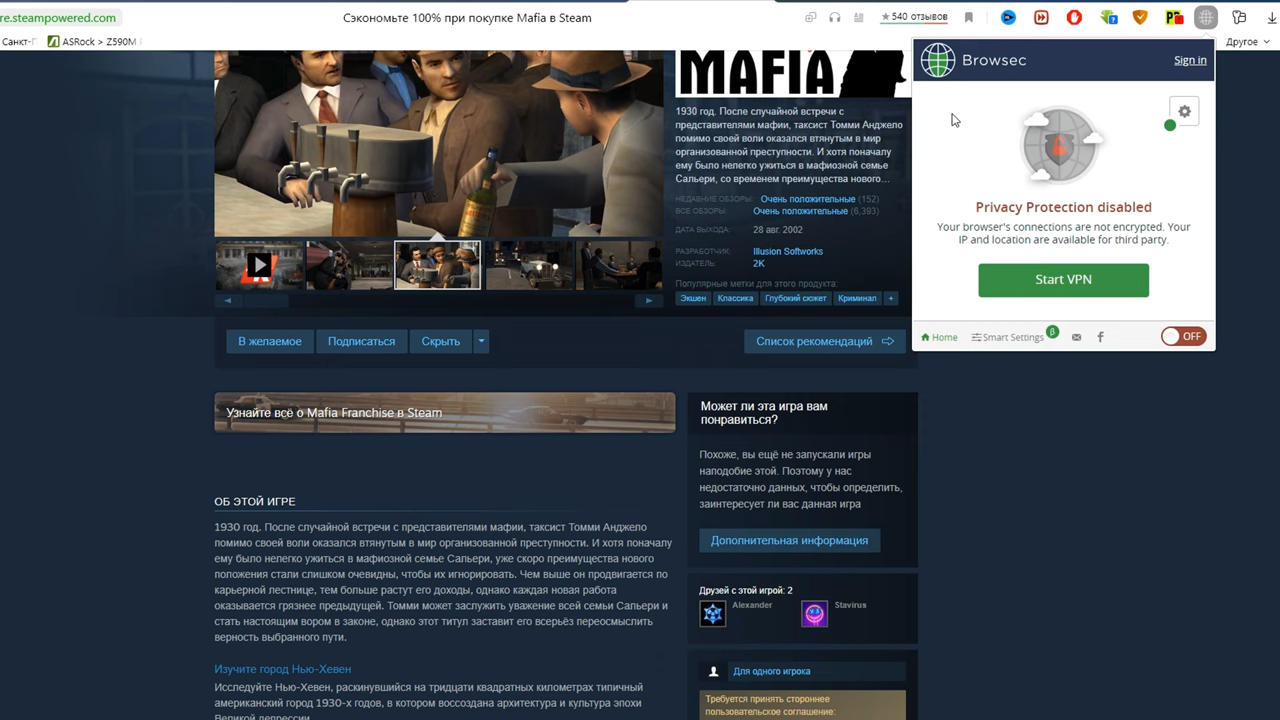 re.steampowered.com
Сэкономьте 100% при покупке Mafia в Steam
★540 отзывов
Санкт-П
ASRock > Z590M F
Другое
MAFIA
1930 год. После случайной встречи с
представителями мафии, таксист Томми Анджело
помимо своей воли оказался втянутым в мир
организованной преступности. И хотя поначалу
ему было нелегко ужиться в мафиозной семье
Сальери, со временем преимущества нового...
НЕДАВНИЕ ОБЗОРЫ: Очень положительные (152)
ВСЕ ОБЗОРЫ: Очень положительные (6,393)
ДАТА ВЫХОДА: 28 авг. 2002
РАЗРАБОТЧИК: Illusion Softworks
ИЗДАТЕЛЬ: 2K
Популярные метки для этого продукта:
Экшен Классика Глубокий сюжет Криминал +
Browsec
Sign in
Privacy Protection disabled
Your browser's connections are not encrypted. Your
IP and location are available for third party.
Start VPN
Home Smart Settings β OFF
В желаемое Подписаться Скрыть Список рекомендаций
Узнайте всё о Mafia Franchise в Steam
ОБ ЭТОЙ ИГРЕ
1930 год. После случайной встречи с представителями мафии, таксист Томми Анджело
помимо своей воли оказался втянутым в мир организованной преступности. И хотя поначалу
ему было нелегко ужиться в мафиозной семье Сальери, уже скоро преимущества нового
положения стали слишком очевидны, чтобы их игнорировать. Чем выше он продвигается по
карьерной лестнице, тем больше растут его доходы, однако каждая новая работа
оказывается грязнее предыдущей. Томми может заслужить уважение всей семьи Сальери и
стать настоящим вором в законе, однако этот титул заставит его всерьёз переосмыслить
верность выбранного пути.
Изучите город Нью-Хевен
Исследуйте Нью-Хевен, раскинувшийся на тридцати квадратных километрах типичный
американский город 1930-х годов, в котором воссоздана архитектура и культура эпохи
Великой депрессии.
Может ли эта игра вам
понравиться?
Похоже, вы ещё не запускали игры
наподобие этой. Поэтому у нас
недостаточно данных, чтобы определить,
заинтересует ли вас данная игра
Дополнительная информация
Друзей с этой игрой: 2
Alexander Stavirus
Для одного игрока
Требуется принять стороннее
пользовательское соглашение: